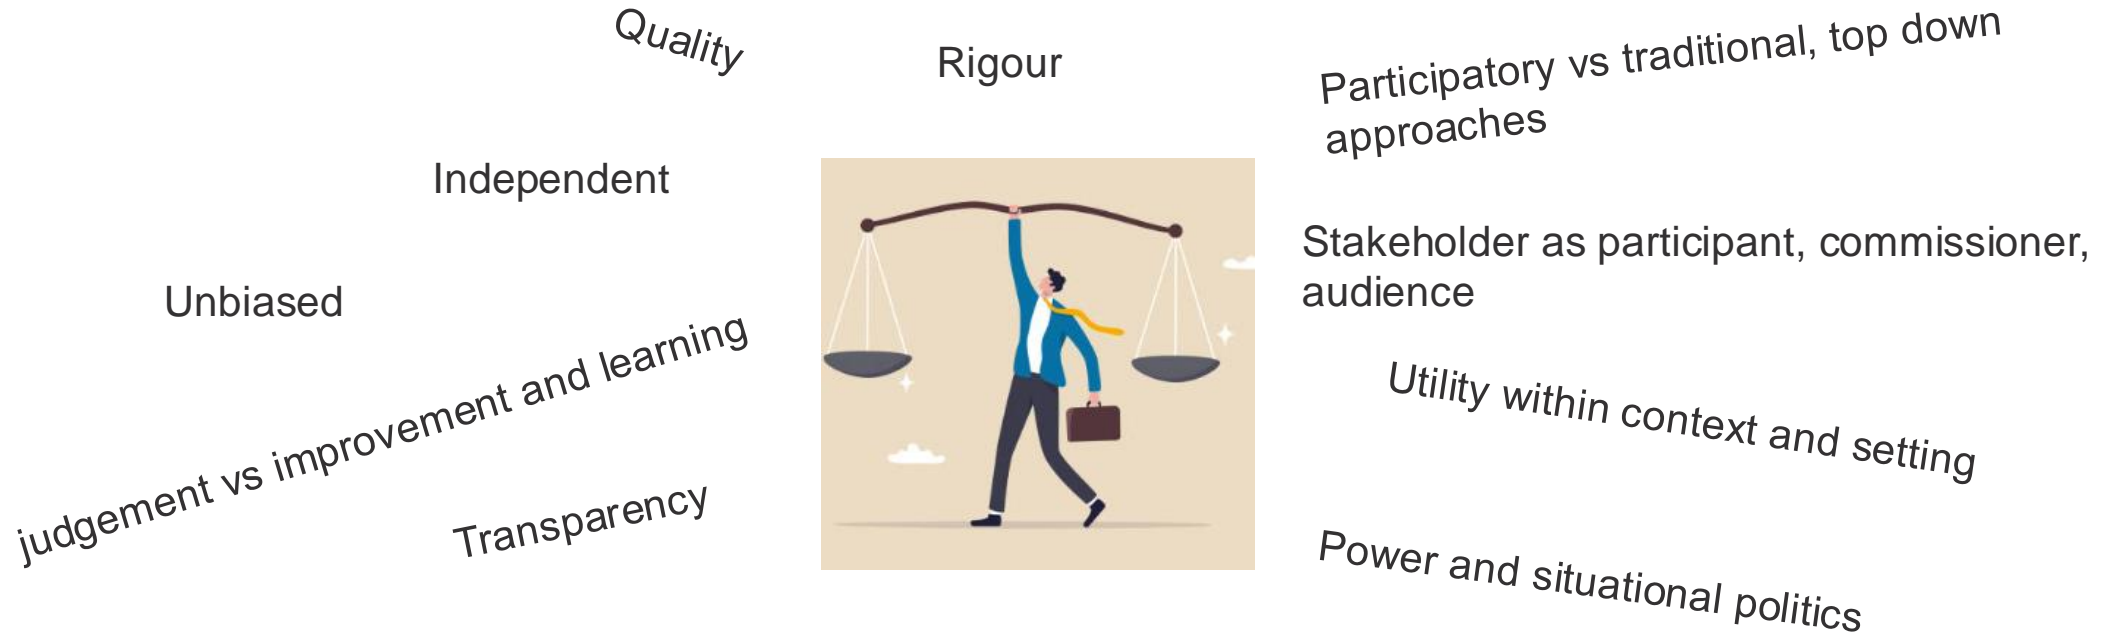 Quality
Rigour
Participatory vs traditional, top down
approaches
Independent
Stakeholder as participant, commissioner,
audience
Unbiased
judgement vs improvement and learning
Utility within context and setting
Transparency
Power and situational politics